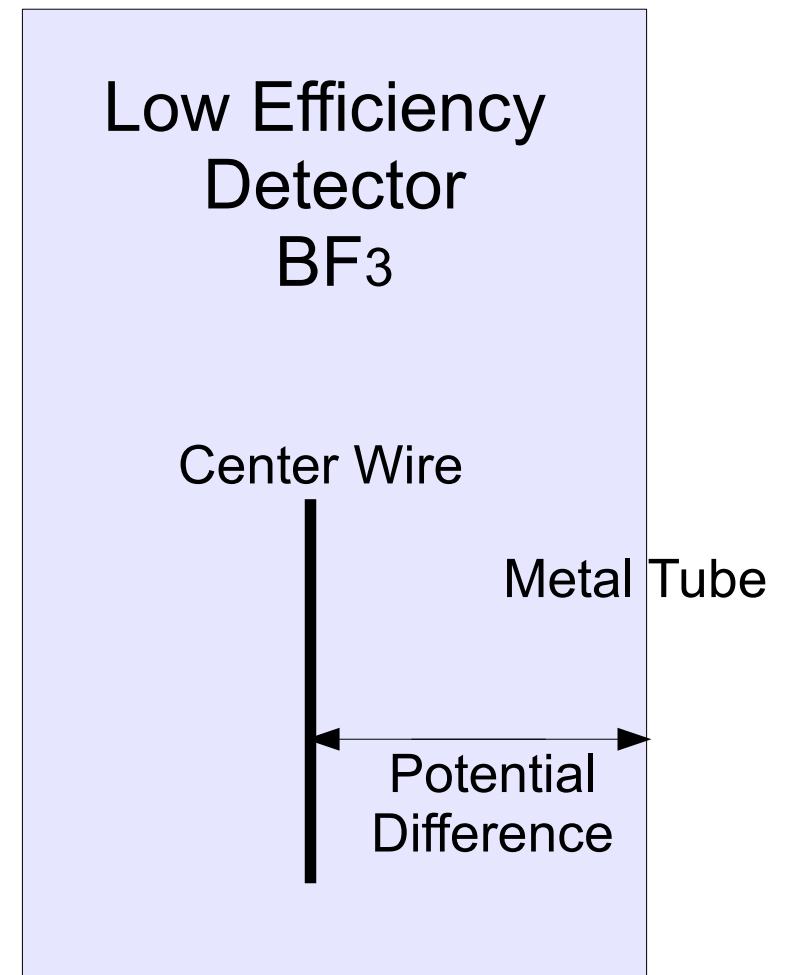 Low Efficiency
Detector
BF3
Center Wire
Metal Tube
Potential
Difference